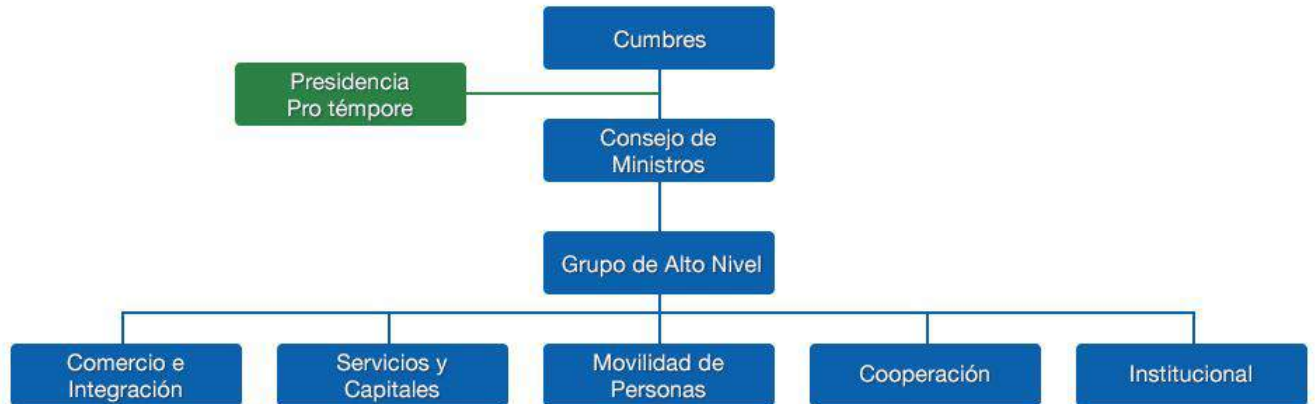 Cumbres
Presidencia
Pro témpore
Consejo de
Ministros
Grupo de Alto Nivel
Comercio e
Integración
Servicios y
Capitales
Movilidad de
Personas
Cooperación
Institucional